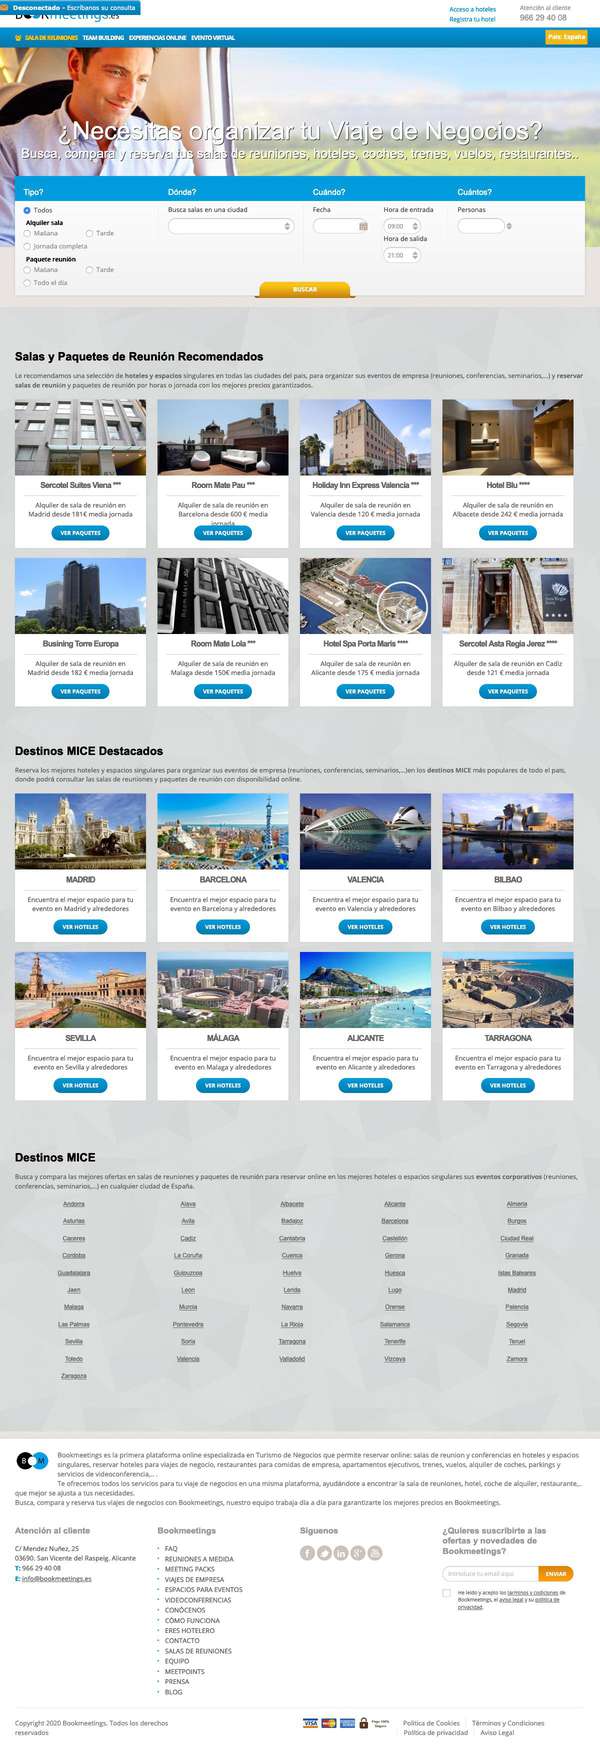 Desconectado - Escríbanos su consulta
BOOKmeetings.es
Acceso a hoteles
Registra tu hotel
Atención al cliente
966 29 40 08
SALA DE REUNIONES TEAM BUILDING EXPERIENCIAS ONLINE EVENTO VIRTUAL
País: España
¿Necesitas organizar tu Viaje de Negocios?
Busca, compara y reserva tus salas de reuniones, hoteles, coches, trenes, vuelos, restaurantes..
Tipo? Dónde? Cuándo? Cuántos?
Todos
Alquiler sala
Mañana Tarde
Jornada completa
Paquete reunión
Mañana Tarde
Todo el día
Busca salas en una ciudad
Fecha
Hora de entrada
09:00
Hora de salida
21:00
Personas
BUSCAR
Salas y Paquetes de Reunión Recomendados
Le recomendamos una selección de hoteles y espacios singulares en todas las ciudades del país, para organizar sus eventos de empresa (reuniones, conferencias, seminarios,...) y reservar
salas de reunion y paquetes de reunión por horas o jornada con los mejores precios garantizados.
Sercotel Suites Viena ***
Alquiler de sala de reunión en
Madrid desde 181€ media jornada
VER PAQUETES
Room Mate Pau ***
Alquiler de sala de reunión en
Barcelona desde 600 € media
jornada
VER PAQUETES
Holiday Inn Express Valencia ***
Alquiler de sala de reunión en
Valencia desde 120 € media jornada
VER PAQUETES
Hotel Blu ****
Alquiler de sala de reunión en
Albacete desde 242 € media jornada
VER PAQUETES
Busining Torre Europa
Alquiler de sala de reunión en
Madrid desde 182 € media jornada
VER PAQUETES
Room Mate Lola ***
Alquiler de sala de reunión en
Malaga desde 150€ media jornada
VER PAQUETES
Hotel Spa Porta Maris ****
Alquiler de sala de reunión en
Alicante desde 175 € media jornada
VER PAQUETES
Sercotel Asta Regia Jerez ****
Alquiler de sala de reunión en Cadiz
desde 121 € media jornada
VER PAQUETES
Destinos MICE Destacados
Reserva los mejores hoteles y espacios singulares para organizar sus eventos de empresa (reuniones, conferencias, seminarios,...)en los destinos MICE más populares de todo el país,
donde podrá consultar las salas de reuniones y paquetes de reunión con disponibilidad online.
MADRID
Encuentra el mejor espacio para tu
evento en Madrid y alrededores
VER HOTELES
BARCELONA
Encuentra el mejor espacio para tu
evento en Barcelona y alrededores
VER HOTELES
VALENCIA
Encuentra el mejor espacio para tu
evento en Valencia y alrededores
VER HOTELES
BILBAO
Encuentra el mejor espacio para tu
evento en Bilbao y alrededores
VER HOTELES
SEVILLA
Encuentra el mejor espacio para tu
evento en Sevilla y alrededores
VER HOTELES
MÁLAGA
Encuentra el mejor espacio para tu
evento en Malaga y alrededores
VER HOTELES
ALICANTE
Encuentra el mejor espacio para tu
evento en Alicante y alrededores
VER HOTELES
TARRAGONA
Encuentra el mejor espacio para tu
evento en Tarragona y alrededores
VER HOTELES
Destinos MICE
Busca y compara las mejores ofertas en salas de reuniones y paquetes de reunión para reservar online en los mejores hoteles o espacios singulares sus eventos corporativos (reuniones,
conferencias, seminarios,...) en cualquier ciudad de España.
Andorra Alava Albacete Alicante Almeria
Asturias Avila Badajoz Barcelona Burgos
Caceres Cadiz Cantabria Castellón Ciudad Real
Cordoba La Coruña Cuenca Gerona Granada
Guadalajara Guipuzcoa Huelva Huesca Islas Baleares
Jaen Leon Lerida Lugo Madrid
Malaga Murcia Navarra Orense Palencia
Las Palmas Pontevedra La Rioja Salamanca Segovia
Sevilla Soria Tarragona Tenerife Teruel
Toledo Valencia Valladolid Vizcaya Zamora
Zaragoza
B M
Bookmeetings es la primera plataforma online especializada en Turismo de Negocios que permite reservar online: salas de reunion y conferencias en hoteles y espacios
singulares, reservar hoteles para viajes de negocio, restaurantes para comidas de empresa, apartamentos ejecutivos, trenes, vuelos, alquiler de coches, parkings y
servicios de videoconferencia,... .
Te ofrecemos todos los servicios para tu viaje de negocios en una misma plataforma, ayudándote a encontrar la sala de reuniones, hotel, coche de alquiler, restaurante,..
que mejor se ajusta a tus necesidades.
Busca, compara y reserva tus viajes de negocios con Bookmeetings, nuestro equipo trabaja día a día para garantizarte los mejores precios en Bookmeetings.
Atención al cliente
C/ Mendez Nuñez, 25
03690. San Vicente del Raspeig. Alicante
T: 966 29 40 08
E: info@bookmeetings.es
Bookmeetings
FAQ
REUNIONES A MEDIDA
MEETING PACKS
VIAJES DE EMPRESA
ESPACIOS PARA EVENTOS
VIDEOCONFERENCIAS
CONÓCENOS
CÓMO FUNCIONA
ERES HOTELERO
CONTACTO
SALAS DE REUNIONES
EQUIPO
MEETPOINTS
PRENSA
BLOG
Síguenos
¿Quieres suscribirte a las
ofertas y novedades de
Bookmeetings?
Introduce tu email aquí
ENVIAR
He leído y acepto los terminos y codiciones de
Bookmeetings, el aviso legal y su politica de
privacidad.
Copyright 2020 Bookmeetings. Todos los derechos
reservados
VISA
Pago 100%
Seguro
Política de Cookies Términos y Condiciones
Política de privacidad Aviso Legal